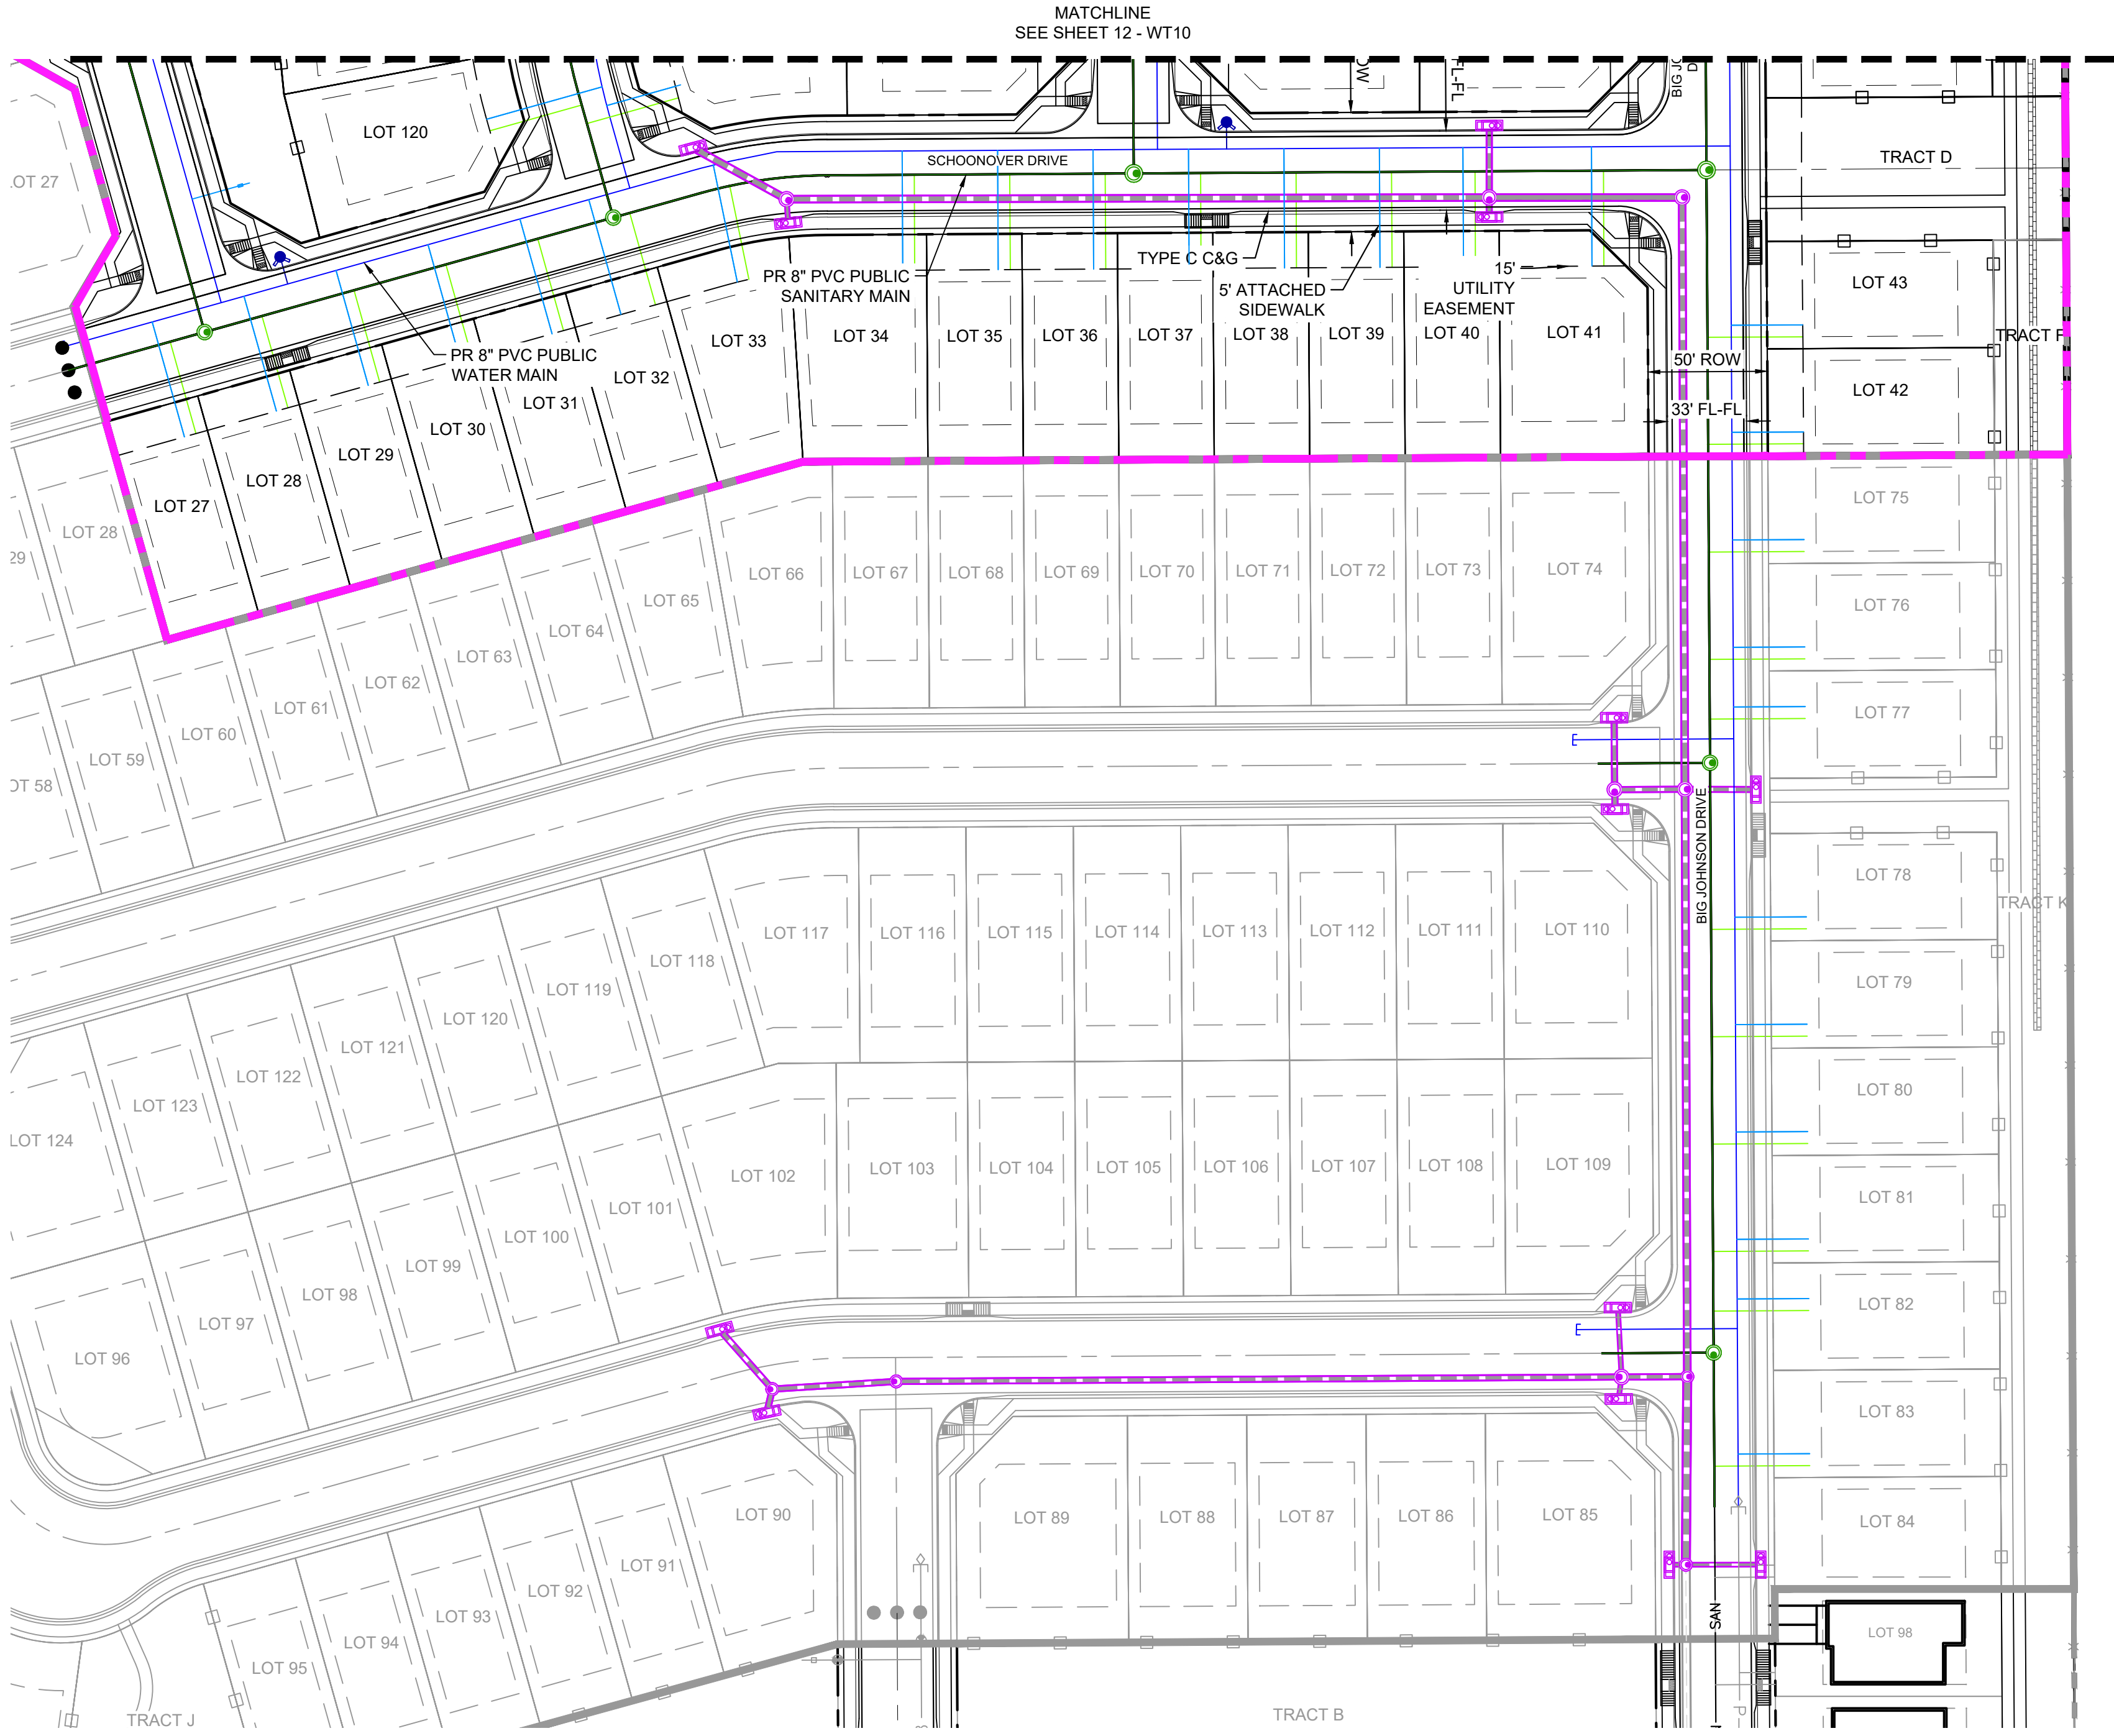 MATCHLINE
SEE SHEET 12 - WT10
LOT 120
SCHOONOVER DRIVE
TRACT D
LOT 27
TYPE C C&G
PR 8" PVC PUBLIC
SANITARY MAIN
5' ATTACHED
SIDEWALK
15'
UTILITY
EASEMENT
LOT 43
TRACT F
PR 8" PVC PUBLIC
WATER MAIN
LOT 33
LOT 34
LOT 35
LOT 36
LOT 37
LOT 38
LOT 39
LOT 40
LOT 41
50' ROW
33' FL-FL
LOT 42
LOT 32
LOT 31
LOT 30
LOT 29
LOT 28
LOT 27
LOT 28
29
LOT 75
LOT 66
LOT 67
LOT 68
LOT 69
LOT 70
LOT 71
LOT 72
LOT 73
LOT 74
LOT 76
LOT 65
LOT 64
LOT 63
LOT 62
LOT 61
LOT 60
LOT 59
LOT 58
LOT 77
BIG JOHNSON DRIVE
LOT 78
TRACT K
LOT 117
LOT 116
LOT 115
LOT 114
LOT 113
LOT 112
LOT 111
LOT 110
LOT 118
LOT 119
LOT 120
LOT 121
LOT 122
LOT 123
LOT 124
LOT 79
LOT 80
LOT 102
LOT 103
LOT 104
LOT 105
LOT 106
LOT 107
LOT 108
LOT 109
LOT 81
LOT 101
LOT 100
LOT 99
LOT 98
LOT 97
LOT 96
LOT 82
LOT 83
LOT 90
LOT 89
LOT 88
LOT 87
LOT 86
LOT 85
LOT 84
LOT 91
LOT 92
LOT 93
LOT 94
LOT 95
SAN
LOT 98
TRACT J
TRACT B
ROW
FL-FL